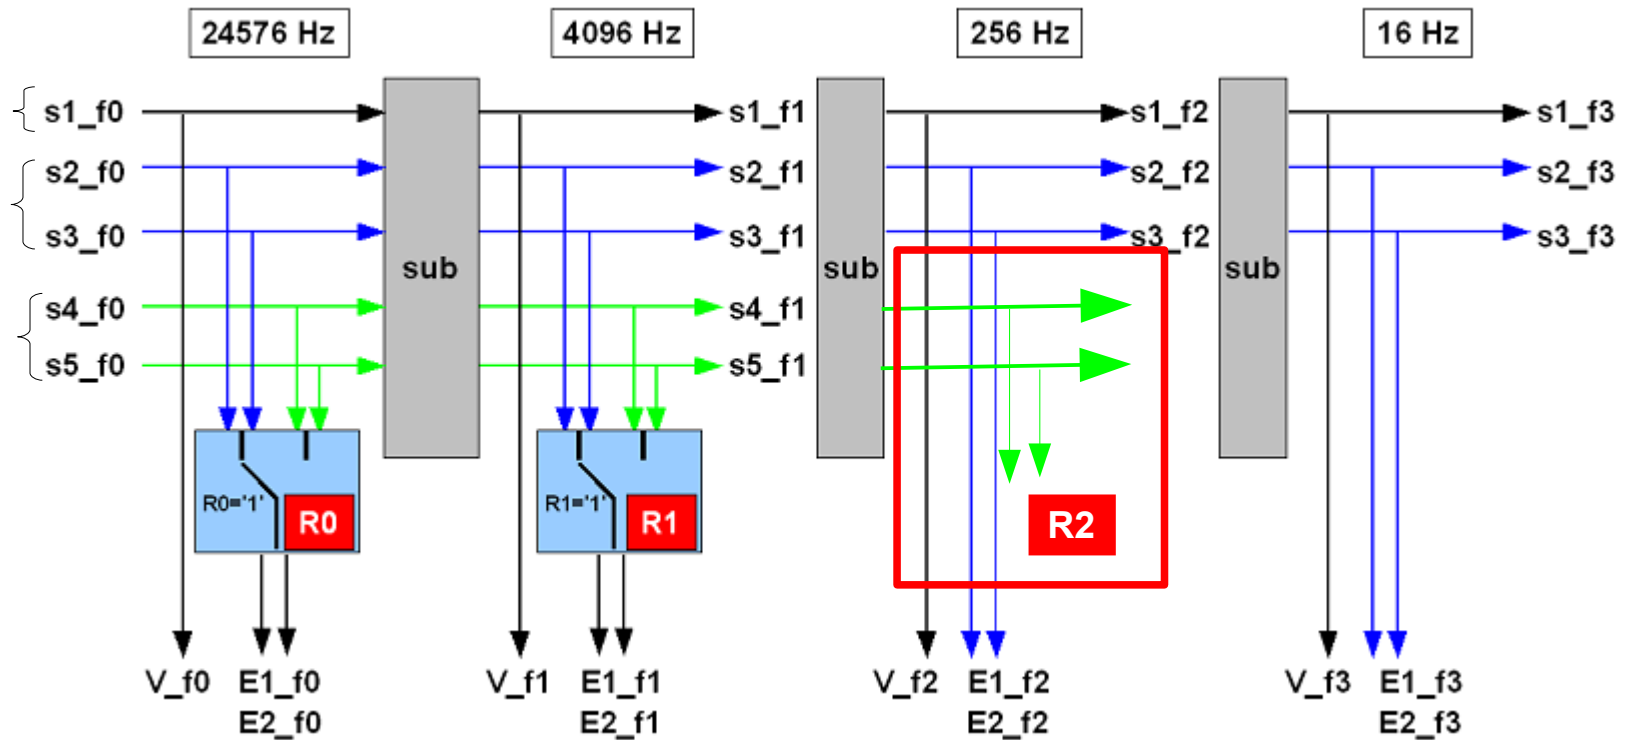 24576 Hz
4096 Hz
256 Hz
16 Hz
s1_f0
s1_f1
s1_f2
s1_f3
s2_f0
s2_f1
s2_f2
s2_f3
s3_f0
s3_f1
s3_f2
s3_f3
sub
sub
sub
s4_f0
s4_f1
s5_f0
s5_f1
R0='1'
R0
R1='1'
R1
R2
V_f0
E1_f0
V_f1
E1_f1
V_f2
E1_f2
V_f3
E1_f3
E2_f0
E2_f1
E2_f2
E2_f3